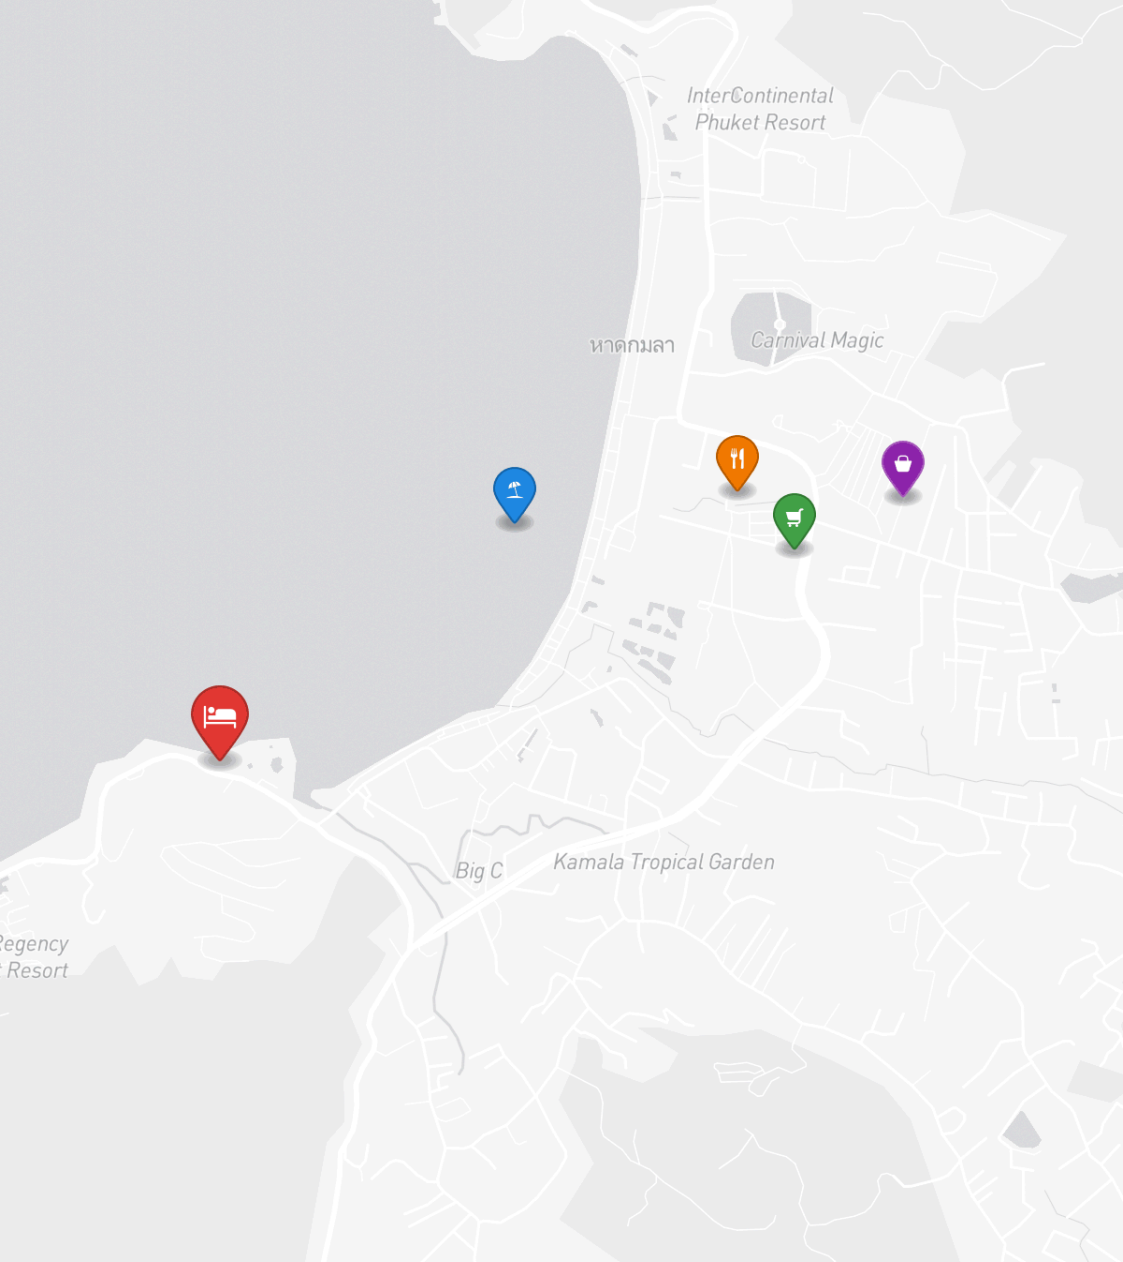 InterContinental
Phuket Resort
หาดกมลา
Carnival Magic
Big C
Kamala Tropical Garden
Regency
t Resort